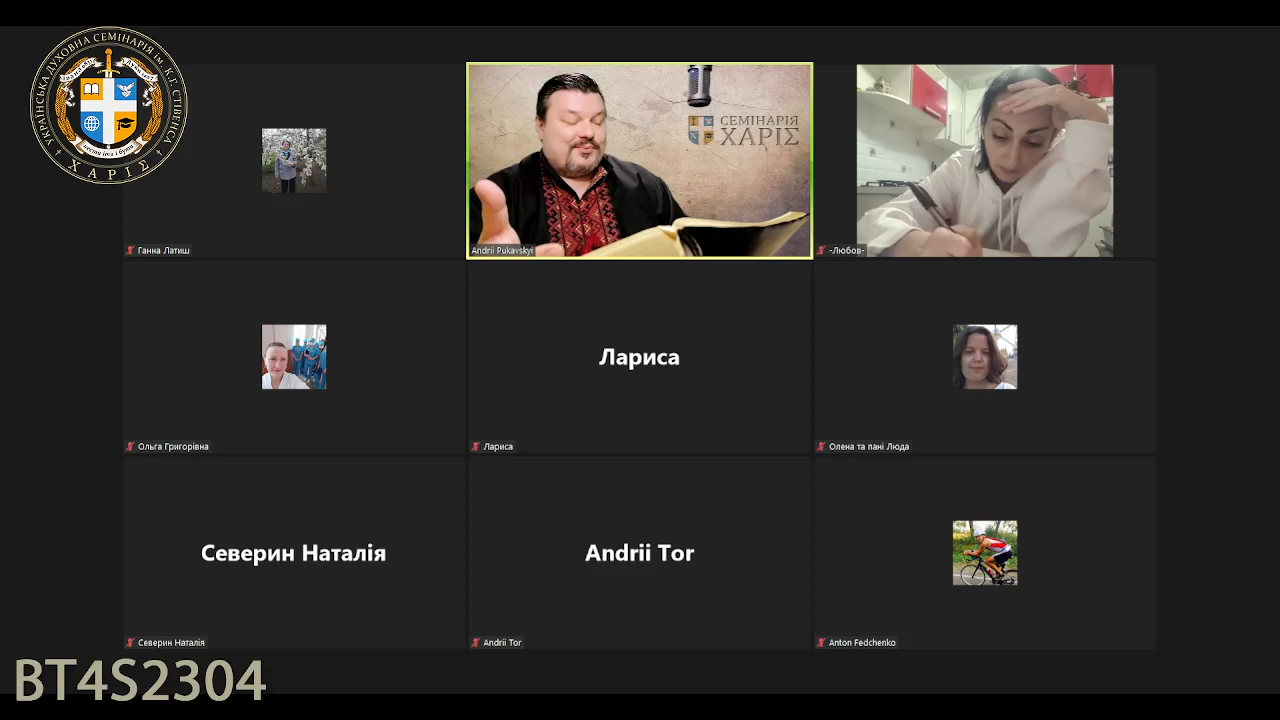 УКРАЇНСЬКА ДУХОВНА СЕМІНАРІЯ ім. К.Г. СТІВЕНСА
ХАРІС
СЕМІНАРІЯ
ХАРІС
Ганна Латиш
Andrii Pukavskyi
-Любов-
Лариса
Ольга Григорівна
Лариса
Олена та пані Люда
Северин Наталія
Andrii Tor
Северин Наталія
Andrii Tor
Anton Fedchenko
BT4S2304